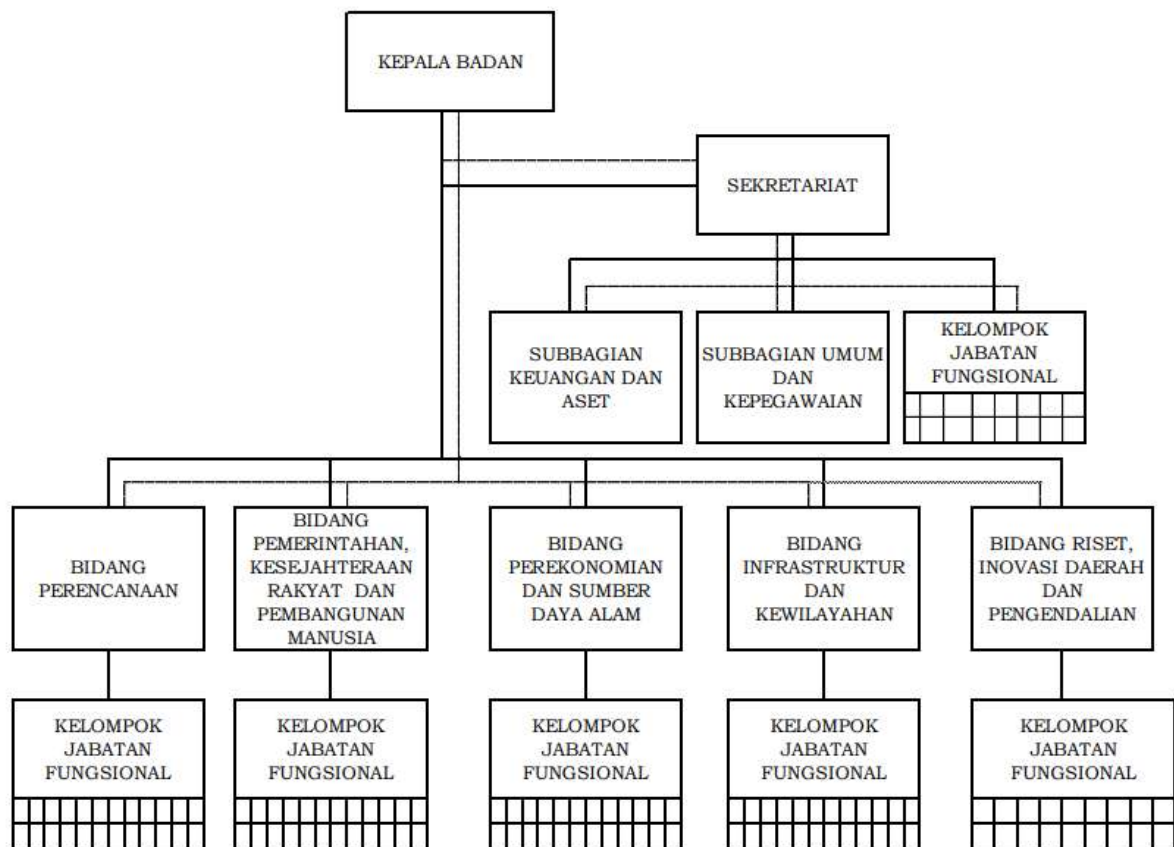 KEPALA BADAN
SEKRETARIAT
SUBBAGIAN
KEUANGAN DAN
ASET
SUBBAGIAN UMUM
DAN
KEPEGAWAIAN
KELOMPOK
JABATAN
FUNGSIONAL
BIDANG
PERENCANAAN
BIDANG
PEMERINTAHAN,
KESEJAHTERAAN
RAKYAT DAN
PEMBANGUNAN
MANUSIA
BIDANG
PEREKONOMIAN
DAN SUMBER
DAYA ALAM
BIDANG
INFRASTRUKTUR
DAN
KEWILAYAHAN
BIDANG RISET,
INOVASI DAERAH
DAN
PENGENDALIAN
KELOMPOK
JABATAN
FUNGSIONAL
KELOMPOK
JABATAN
FUNGSIONAL
KELOMPOK
JABATAN
FUNGSIONAL
KELOMPOK
JABATAN
FUNGSIONAL
KELOMPOK
JABATAN
FUNGSIONAL